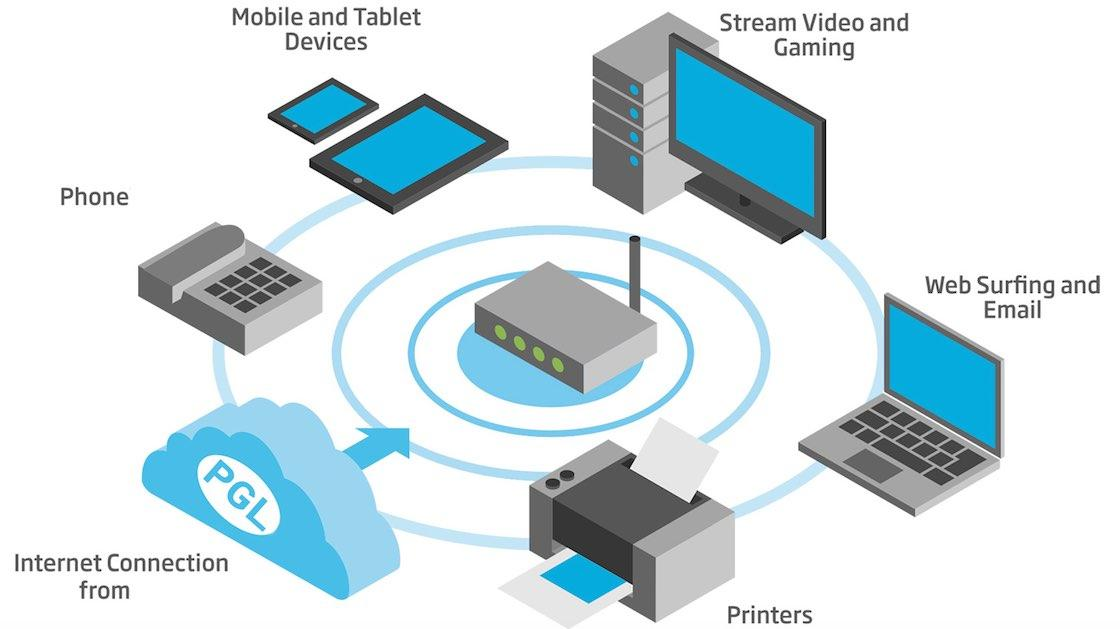 Mobile and Tablet
Devices
Stream Video and
Gaming
Phone
Web Surfing and
Email
PGL
Internet Connection
from
Printers